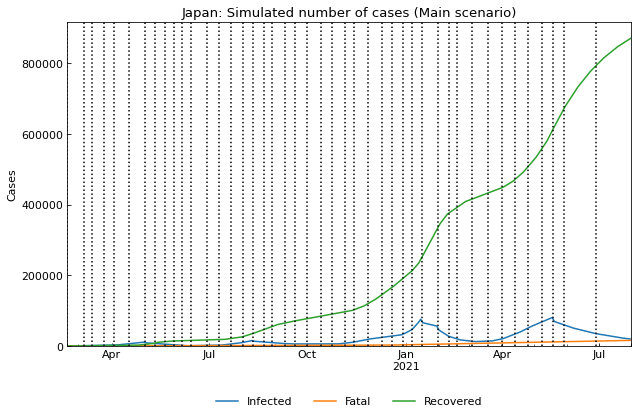 Japan: Simulated number of cases (Main scenario)
800000
600000
400000
200000
0
Cases
Apr Jul Oct Jan Apr Jul
2021
Infected Fatal Recovered